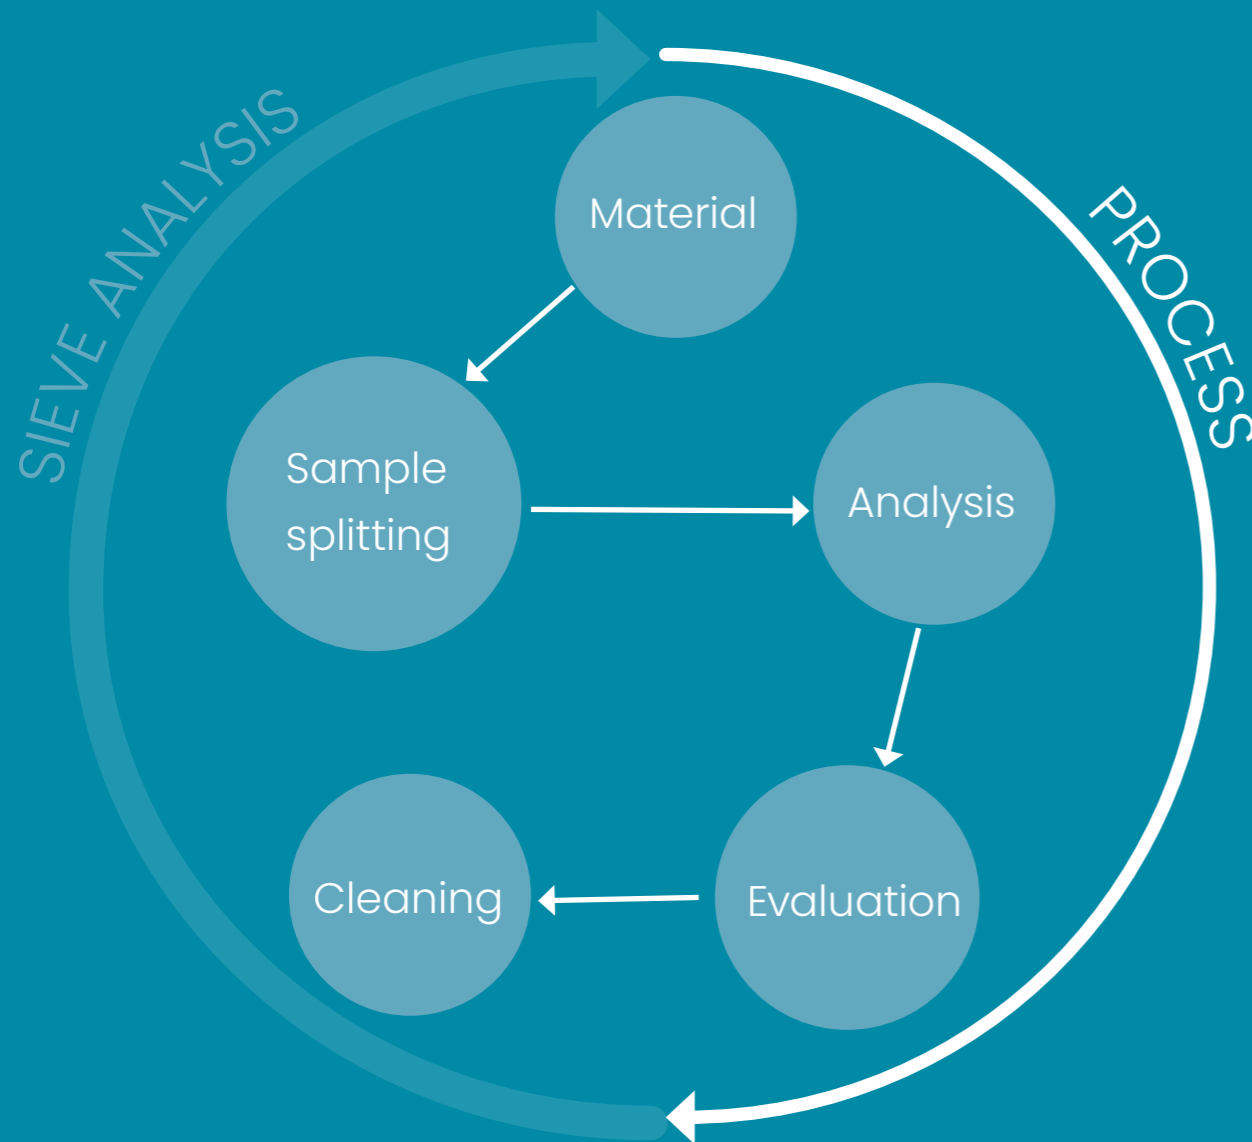 SIEVE ANALYSIS
PROCESS
Material
Sample
splitting
Analysis
Evaluation
Cleaning